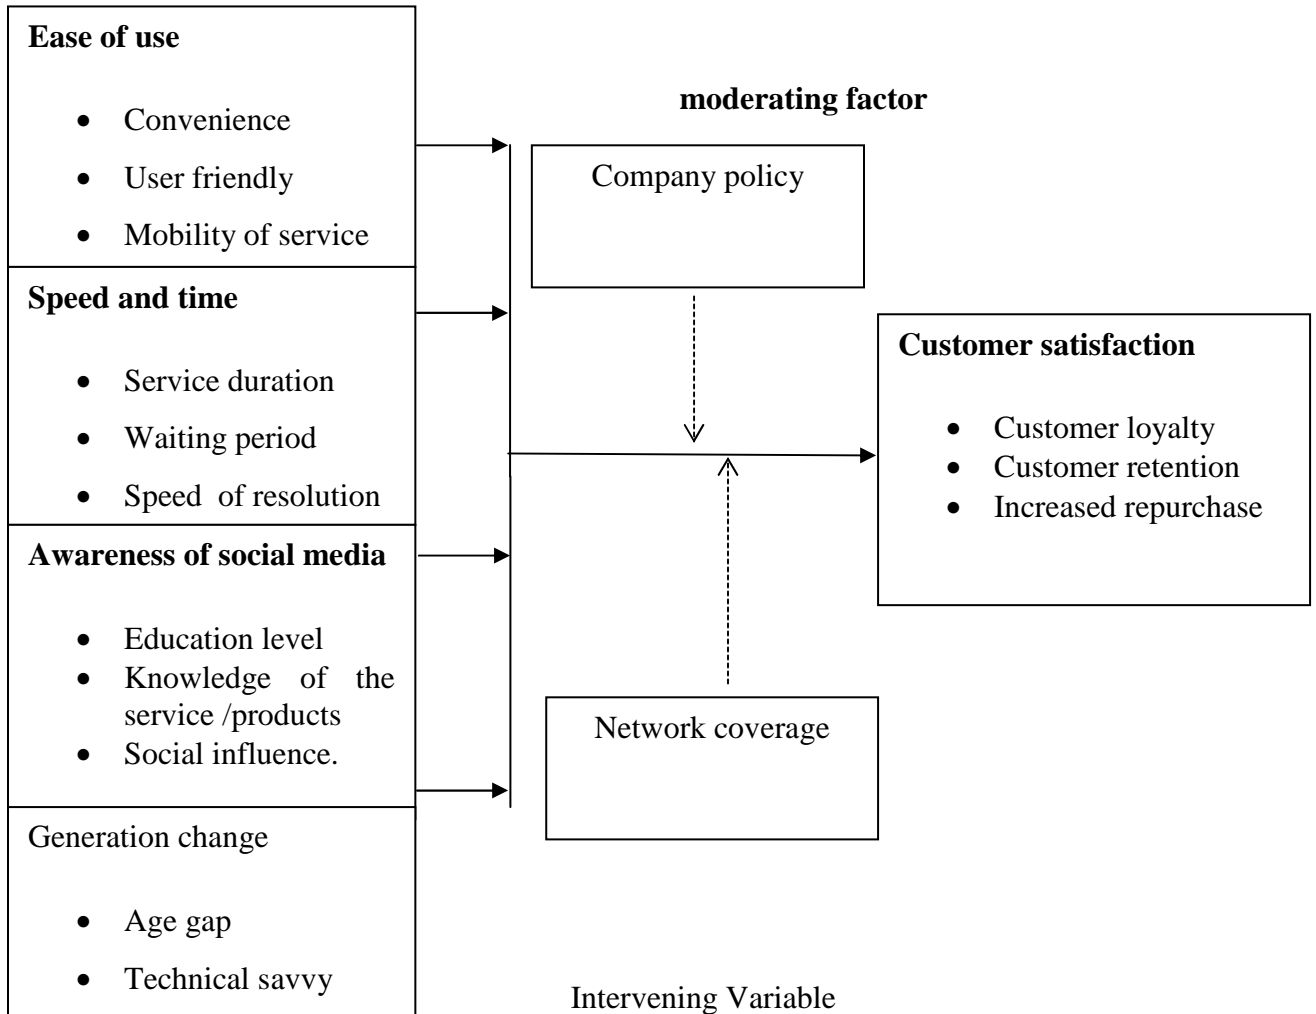 Ease of use
• Convenience
• User friendly
• Mobility of service
Speed and time
• Service duration
• Waiting period
• Speed of resolution
Awareness of social media
• Education level
• Knowledge of the
service /products
• Social influence.
Generation change
• Age gap
• Technical savvy
moderating factor
Company policy
Network coverage
Intervening Variable
Customer satisfaction
• Customer loyalty
• Customer retention
• Increased repurchase